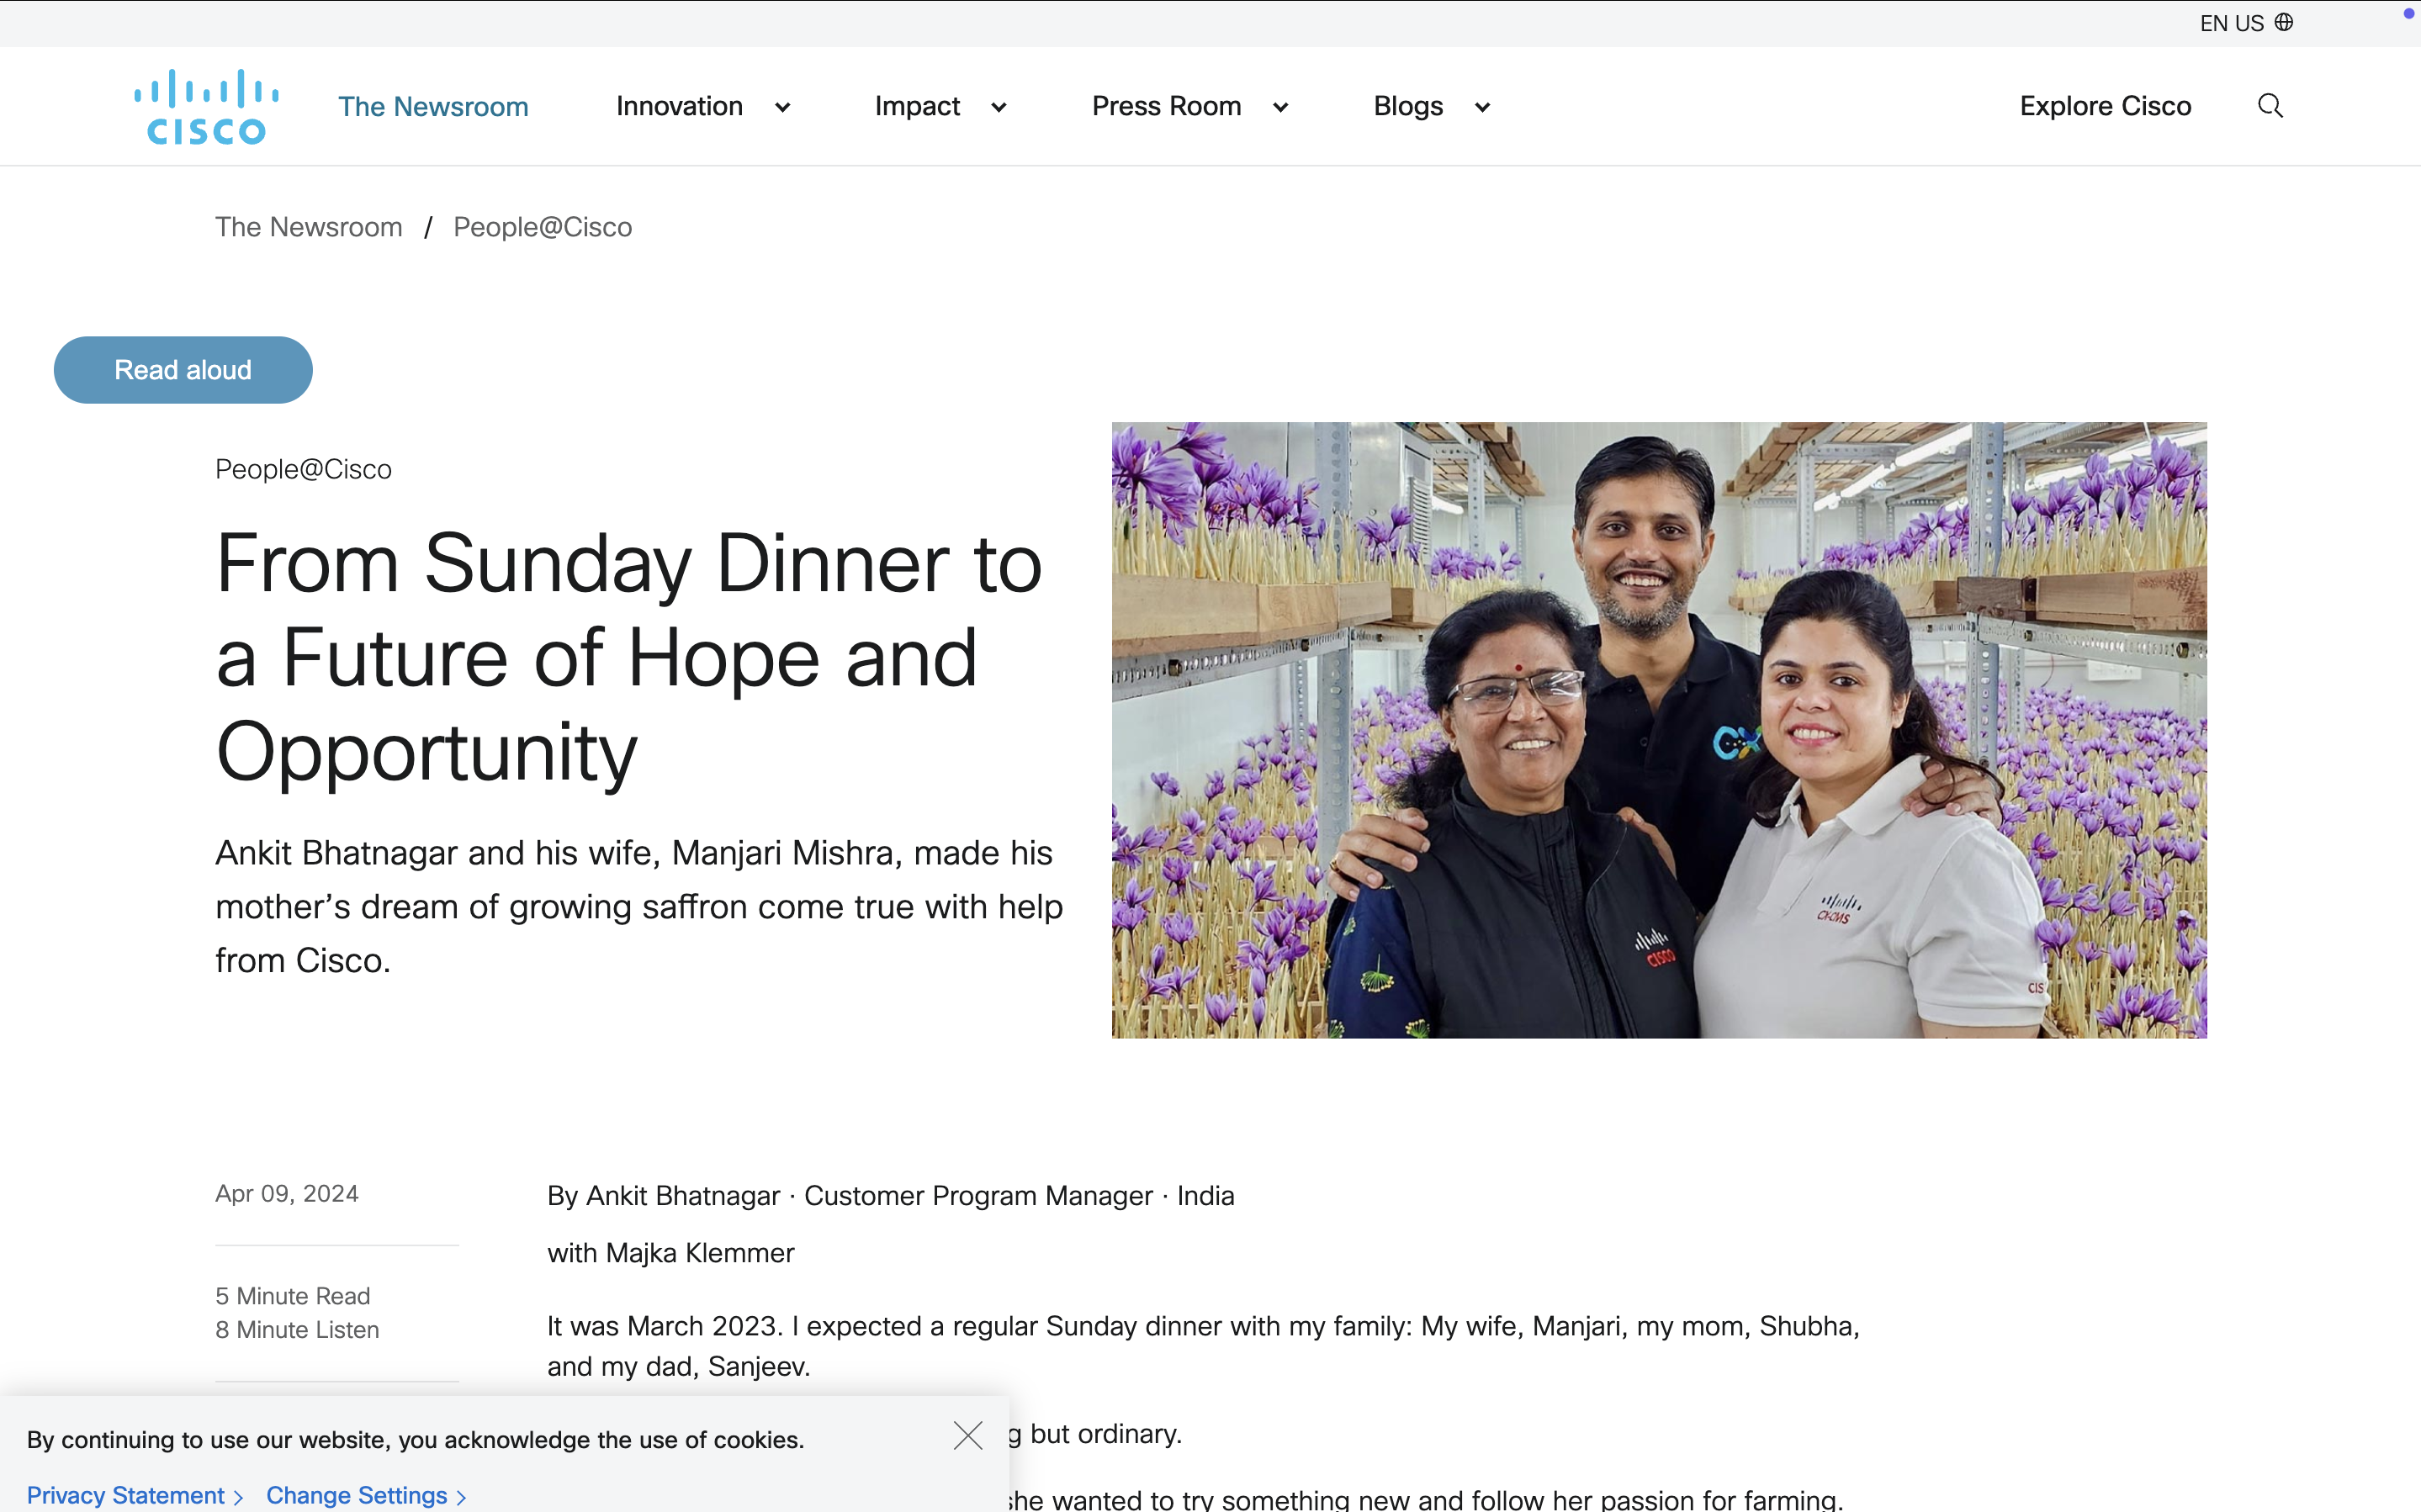 EN US
CISCO
The Newsroom Innovation Impact Press Room Blogs Explore Cisco
The Newsroom / People@Cisco
Read aloud
People@Cisco
From Sunday Dinner to
a Future of Hope and
Opportunity
Ankit Bhatnagar and his wife, Manjari Mishra, made his
mother’s dream of growing saffron come true with help
from Cisco.
CX
CISCO
CX-CMS
CIS
Apr 09, 2024
5 Minute Read
8 Minute Listen
By Ankit Bhatnagar · Customer Program Manager · India
with Majka Klemmer
It was March 2023. I expected a regular Sunday dinner with my family: My wife, Manjari, my mom, Shubha,
and my dad, Sanjeev.
g but ordinary.
she wanted to try something new and follow her passion for farming.
By continuing to use our website, you acknowledge the use of cookies.
Privacy Statement > Change Settings >